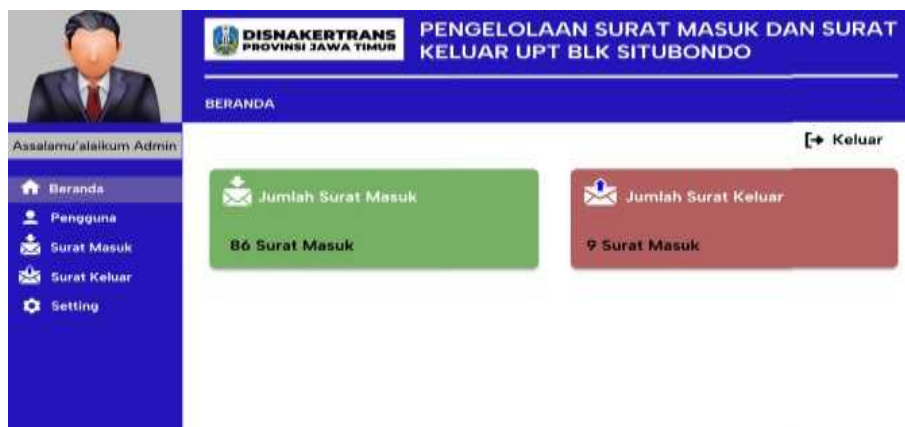 DISNAKERTRANS
PROVINSI JAWA TIMUR
PENGELOLAAN SURAT MASUK DAN SURAT
KELUAR UPT BLK SITUBONDO
BERANDA
Assalamu'alaikum Admin
Keluar
Beranda
Pengguna
Surat Masuk
Surat Keluar
Setting
Jumlah Surat Masuk
86 Surat Masuk
Jumlah Surat Keluar
9 Surat Masuk